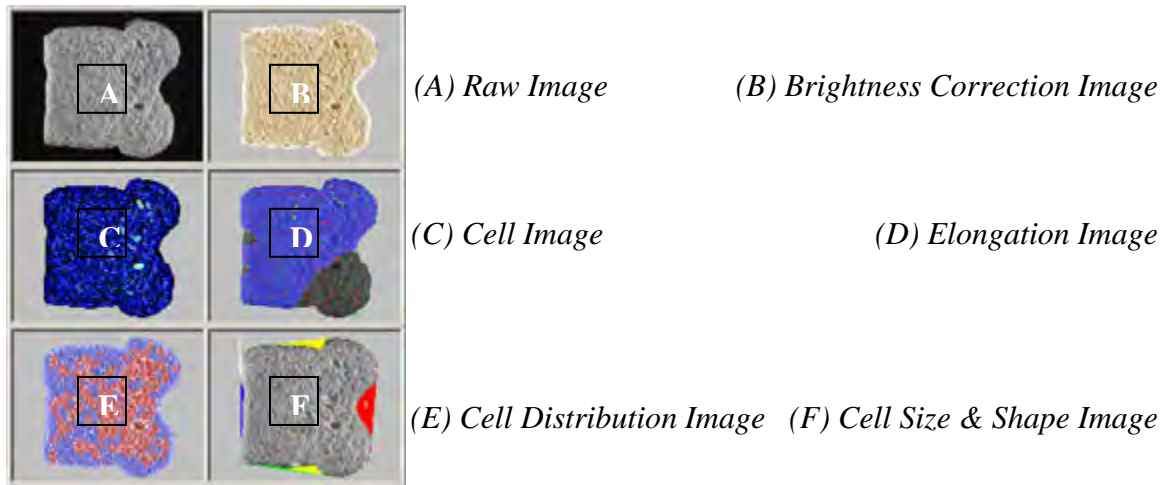 A B
(A) Raw Image (B) Brightness Correction Image
C D
(C) Cell Image (D) Elongation Image
E F
(E) Cell Distribution Image (F) Cell Size & Shape Image